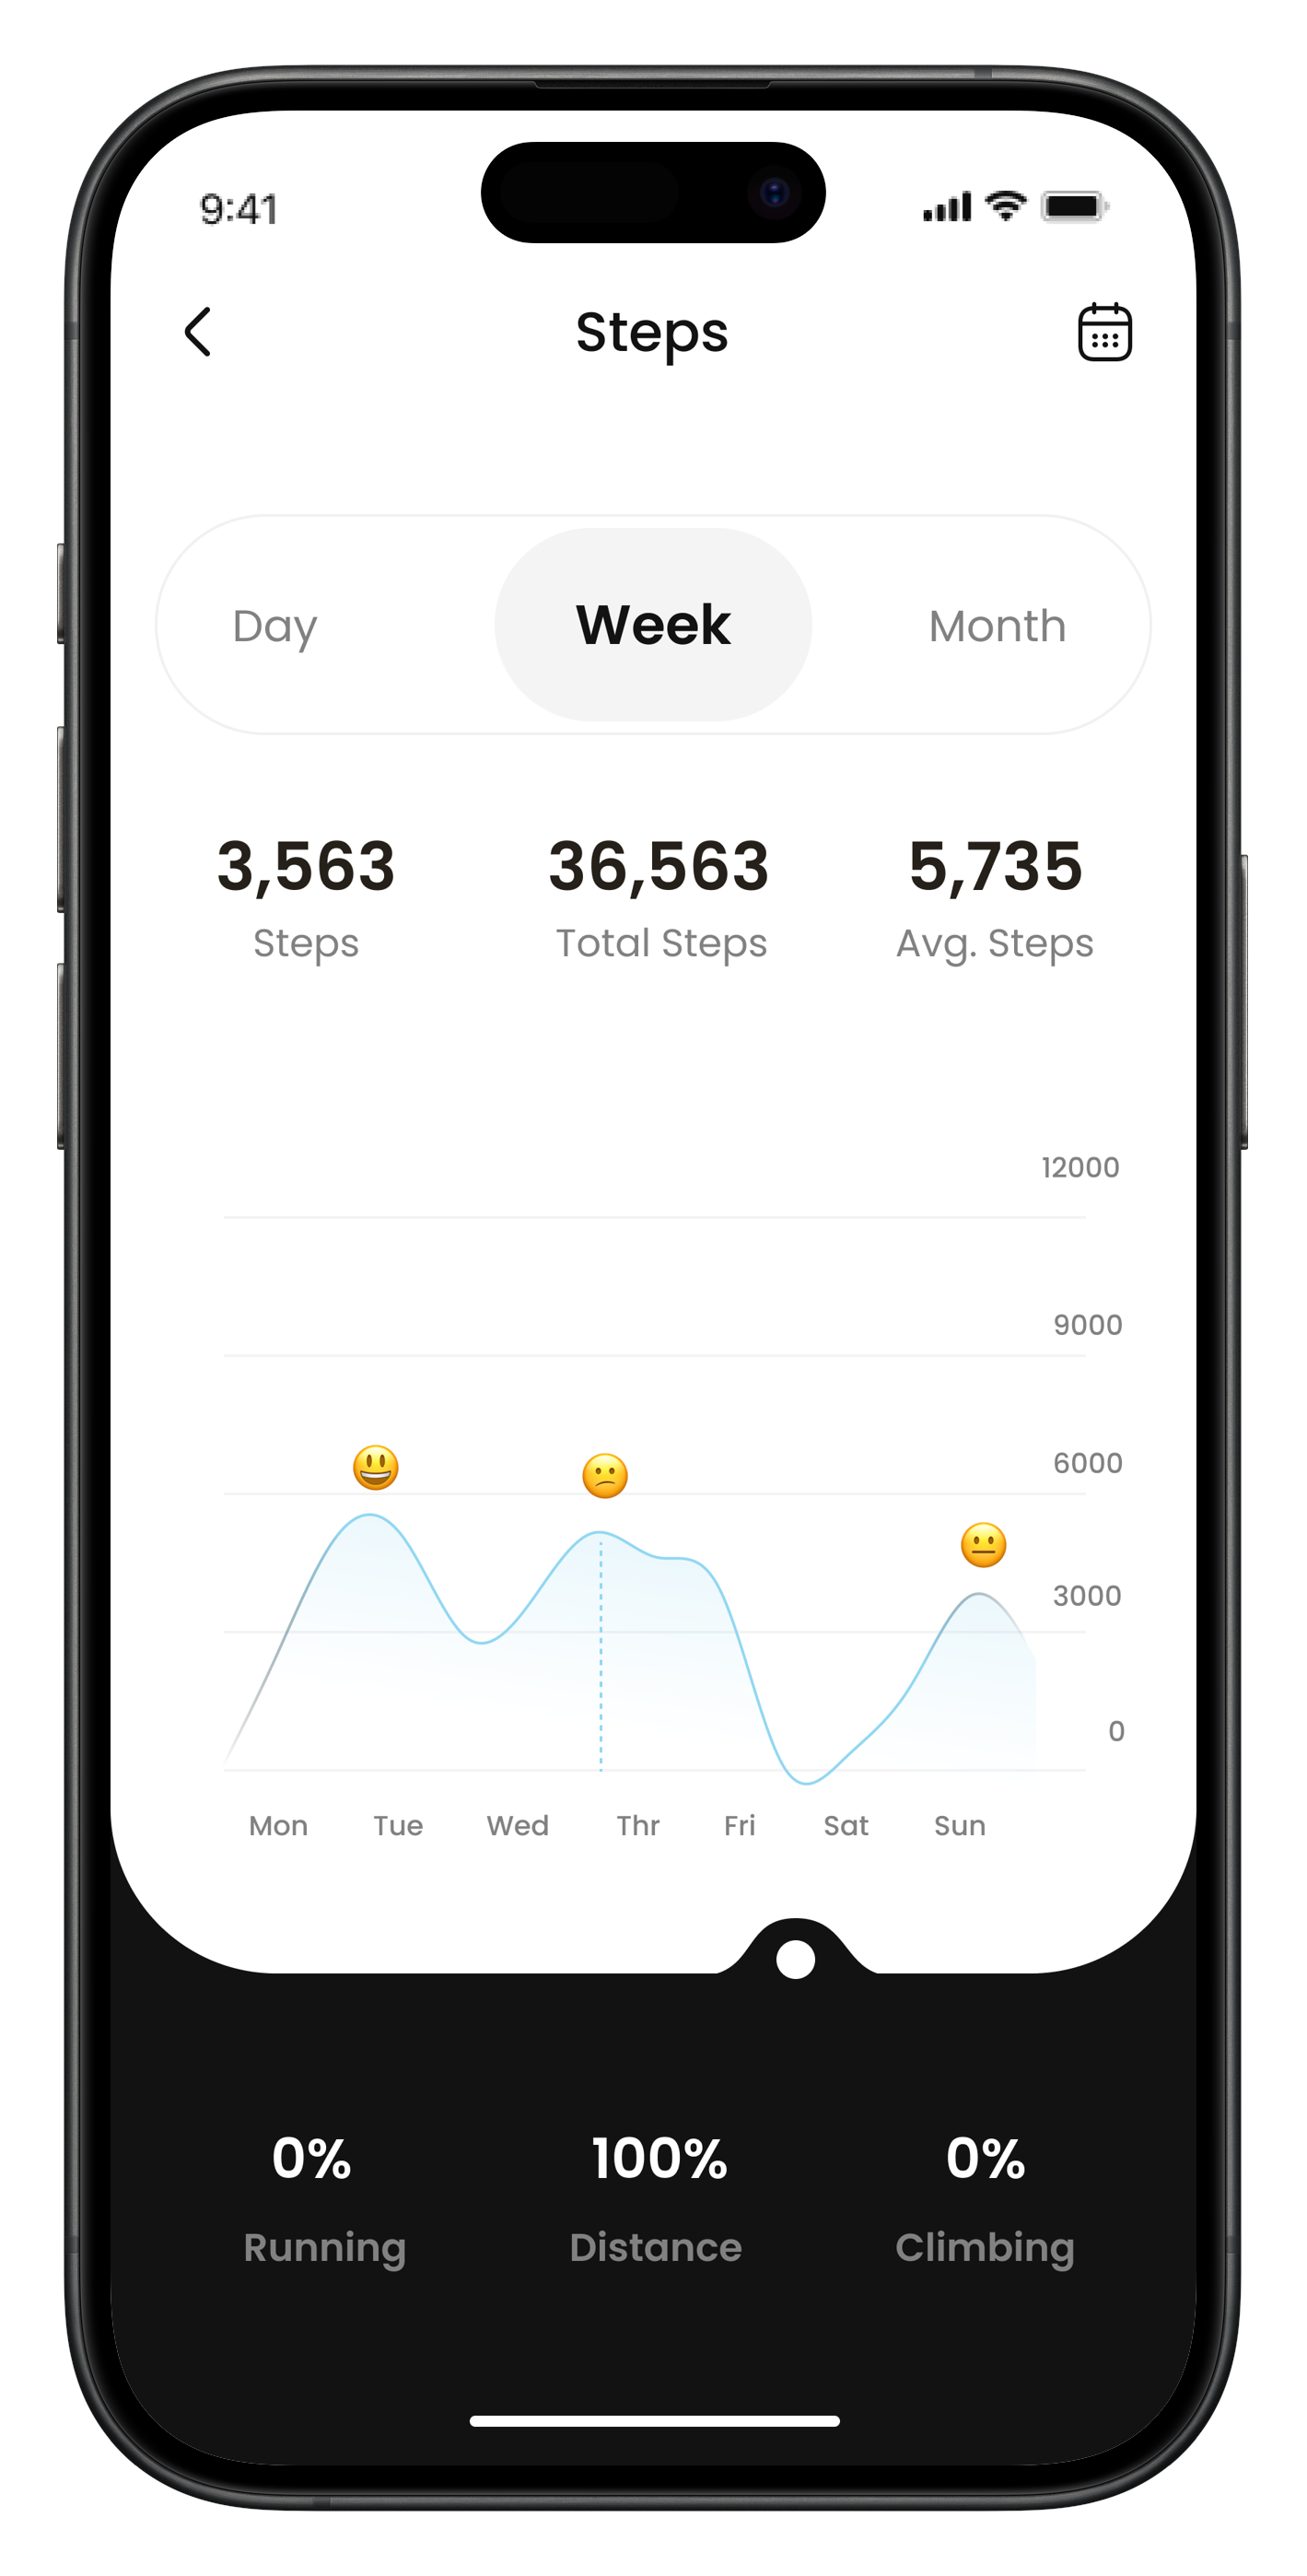 9:41
Steps
Day Week Month
3,563 36,563 5,735
Steps Total Steps Avg. Steps
12000
9000
6000
3000
0
Mon Tue Wed Thr Fri Sat Sun
0% 100% 0%
Running Distance Climbing